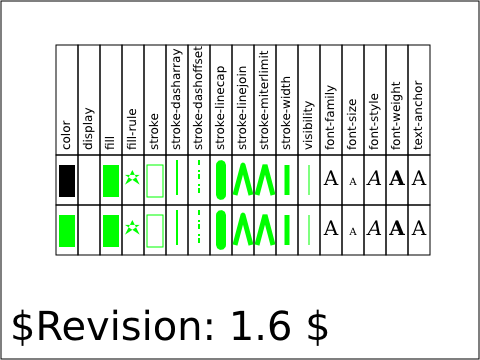 color
display
fill
fill-rule
stroke
stroke-dasharray
stroke-dashoffset
stroke-linecap
stroke-linejoin
stroke-miterlimit
stroke-width
visibility
font-family
font-size
font-style
font-weight
text-anchor
A A A A A
A A A A A
$Revision: 1.6 $